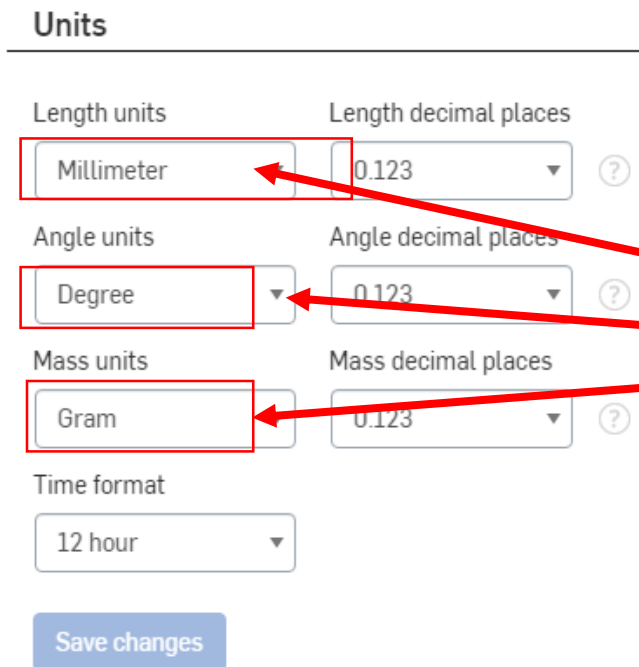 Units
Length units Length decimal places
Millimeter 0.123 ?
Angle units Angle decimal places
Degree 0.123 ?
Mass units Mass decimal places
Gram 0.123 ?
Time format
12 hour
Save changes